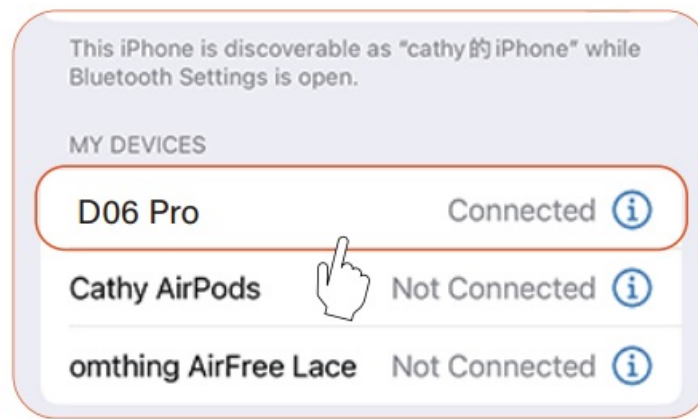 This iPhone is discoverable as “cathy的iPhone” while
Bluetooth Settings is open.
MY DEVICES
D06 Pro Connected
Cathy AirPods Not Connected
omthing AirFree Lace Not Connected